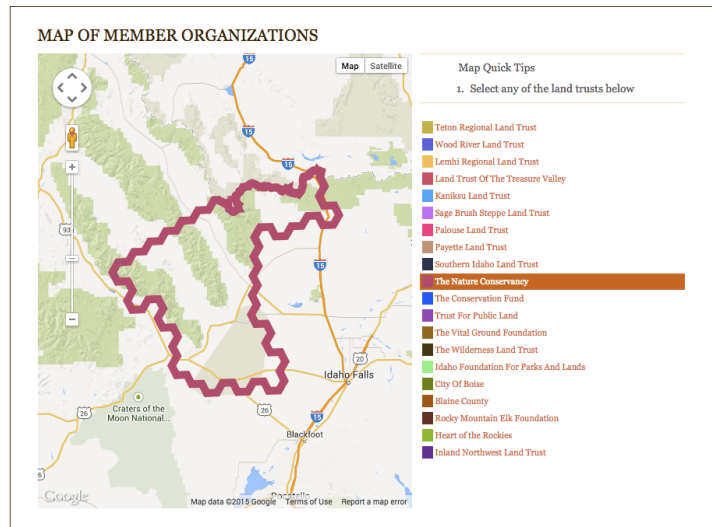 MAP OF MEMBER ORGANIZATIONS
15
Map
Satellite
Map Quick Tips
1. Select any of the land trusts below
15
15
93
15
20
Idaho Falls
Craters of the
Moon National...
26
26
15
Blackfoot
Google
Map data ©2015 Google
Terms of Use
Report a map error
Teton Regional Land Trust
Wood River Land Trust
Lemhi Regional Land Trust
Land Trust Of The Treasure Valley
Kaniksu Land Trust
Sage Brush Steppe Land Trust
Palouse Land Trust
Payette Land Trust
Southern Idaho Land Trust
The Nature Conservancy
The Conservation Fund
Trust For Public Land
The Vital Ground Foundation
The Wilderness Land Trust
Idaho Foundation For Parks And Lands
City Of Boise
Blaine County
Rocky Mountain Elk Foundation
Heart of the Rockies
Inland Northwest Land Trust